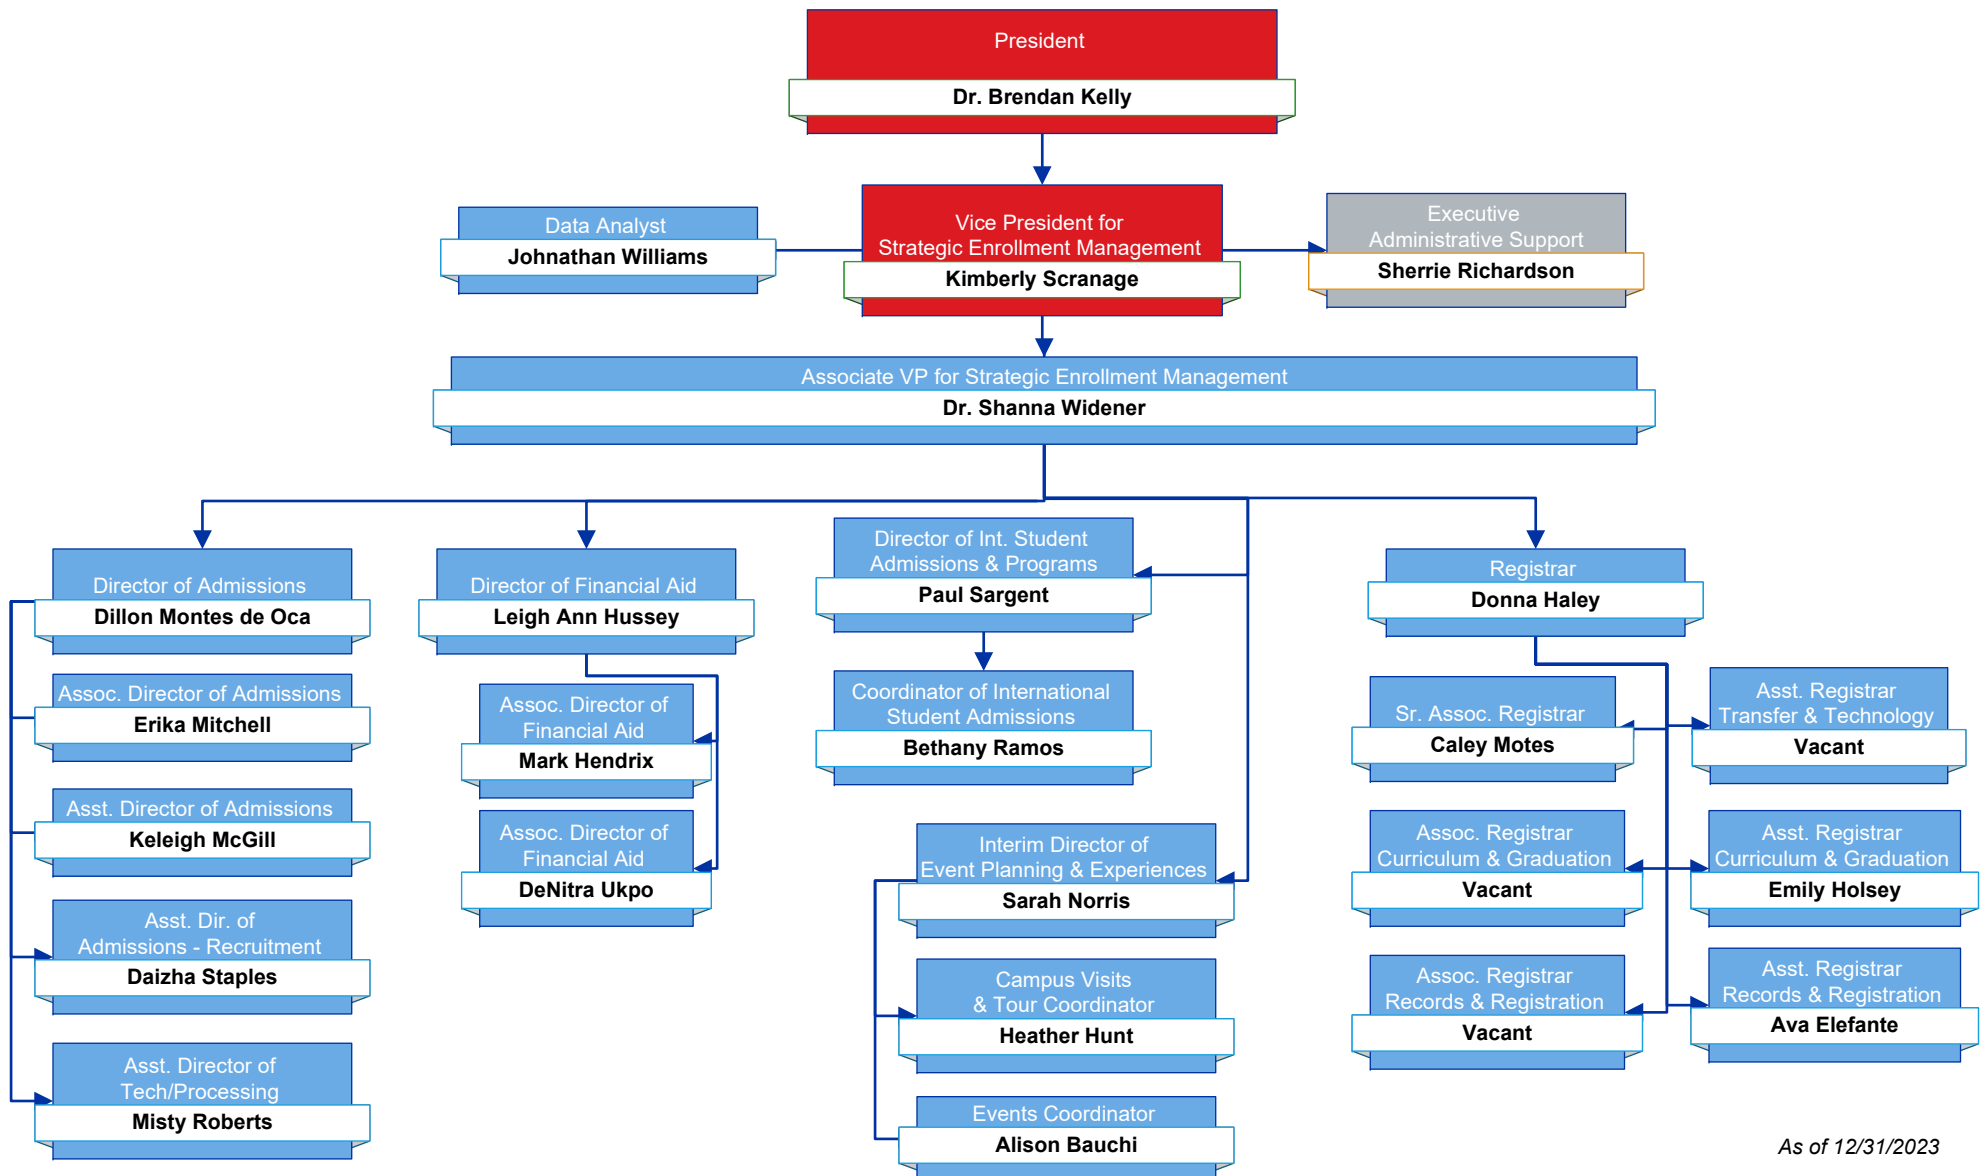 President
Dr. Brendan Kelly
Data Analyst
Johnathan Williams
Vice President for
Strategic Enrollment Management
Kimberly Scranage
Executive
Administrative Support
Sherrie Richardson
Associate VP for Strategic Enrollment Management
Dr. Shanna Widener
Director of Admissions
Dillon Montes de Oca
Assoc. Director of Admissions
Erika Mitchell
Asst. Director of Admissions
Keleigh McGill
Asst. Dir. of
Admissions - Recruitment
Daizha Staples
Asst. Director of
Tech/Processing
Misty Roberts
Director of Financial Aid
Leigh Ann Hussey
Assoc. Director of
Financial Aid
Mark Hendrix
Assoc. Director of
Financial Aid
DeNitra Ukpo
Director of Int. Student
Admissions & Programs
Paul Sargent
Coordinator of International
Student Admissions
Bethany Ramos
Interim Director of
Event Planning & Experiences
Sarah Norris
Campus Visits
& Tour Coordinator
Heather Hunt
Events Coordinator
Alison Bauchi
Registrar
Donna Haley
Sr. Assoc. Registrar
Caley Motes
Asst. Registrar
Transfer & Technology
Vacant
Assoc. Registrar
Curriculum & Graduation
Vacant
Asst. Registrar
Curriculum & Graduation
Emily Holsey
Assoc. Registrar
Records & Registration
Vacant
Asst. Registrar
Records & Registration
Ava Elefante
As of 12/31/2023